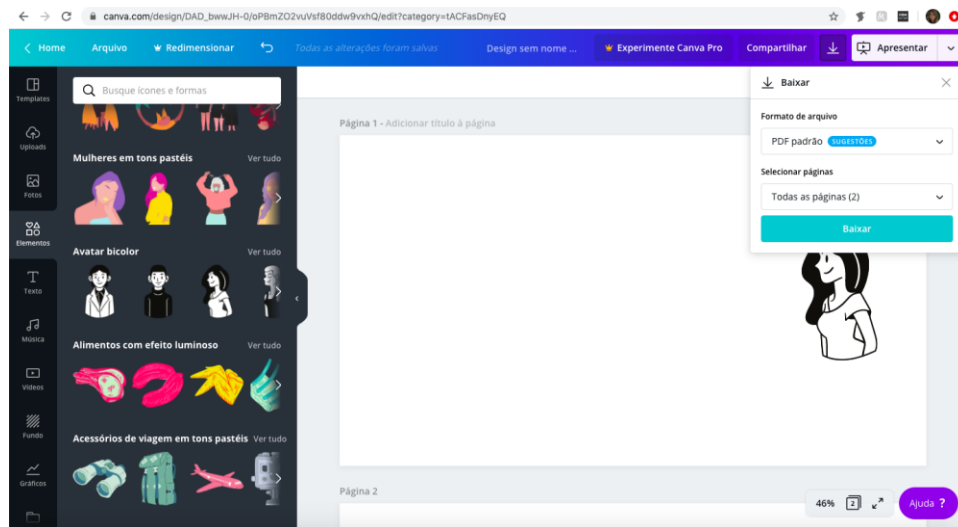 canva.com/design/DAD_bwwJH-0/oPBmZO2vuVsf80ddw9vxhQ/edit?category=tACFasDnyEQ
Home Arquivo Redimensionar Todas as alterações foram salvas Design sem nome ... Experimente Canva Pro Compartilhar Apresentar
Templates
Uploads
Fotos
Elementos
Texto
Música
Vídeos
Fundo
Gráficos
Busque ícones e formas
Mulheres em tons pastéis Ver tudo
Avatar bicolor Ver tudo
Alimentos com efeito luminoso Ver tudo
Acessórios de viagem em tons pastéis Ver tudo
Página 1 - Adicionar título à página
Baixar
Formato de arquivo
PDF padrão SUGESTÕES
Selecionar páginas
Todas as páginas (2)
Baixar
Página 2
46% 2 Ajuda ?